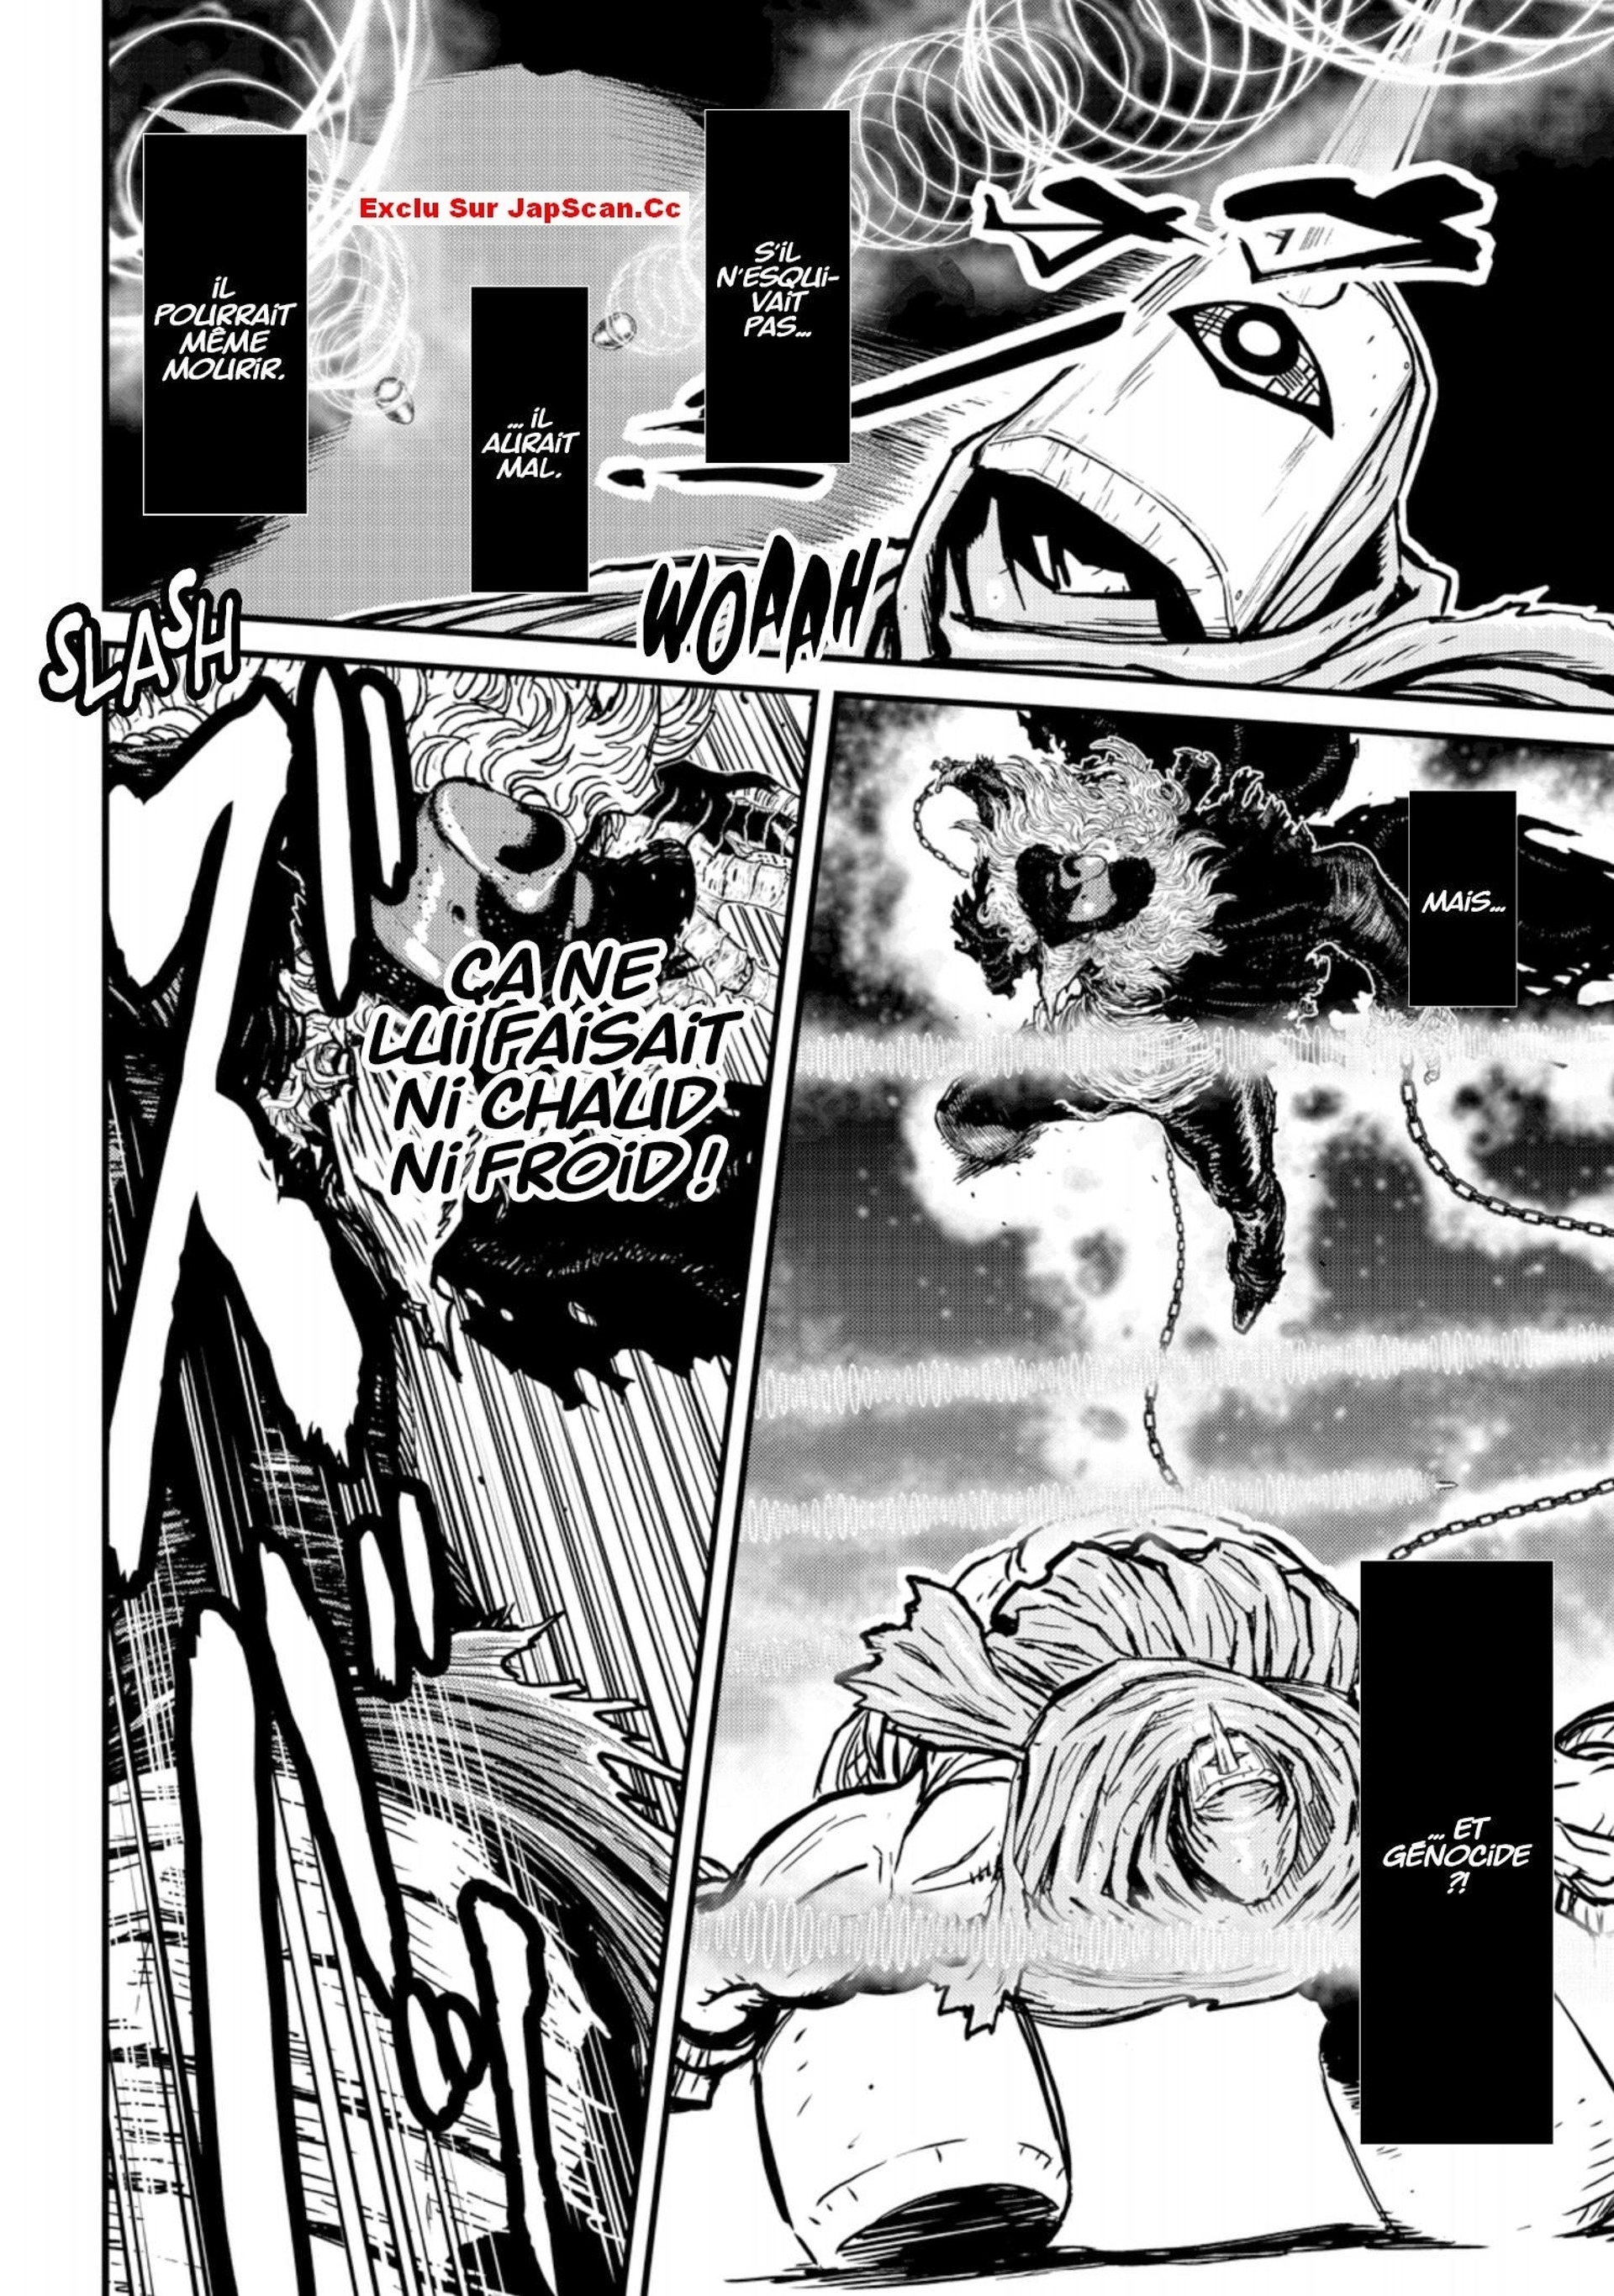 S'iL
N'ESQUi-
VAiT
PAS...
... iL
AURAiT
MAL.
iL
POURRAiT
MÊME
MOURiR.
Exclu Sur JapScan.Cc
WOAAH
MAiS...
... ET
GÉNOCiDE
?!
SLASH
ÇA NE
LUi FAiSAiT
Ni CHAUD
Ni FROiD !